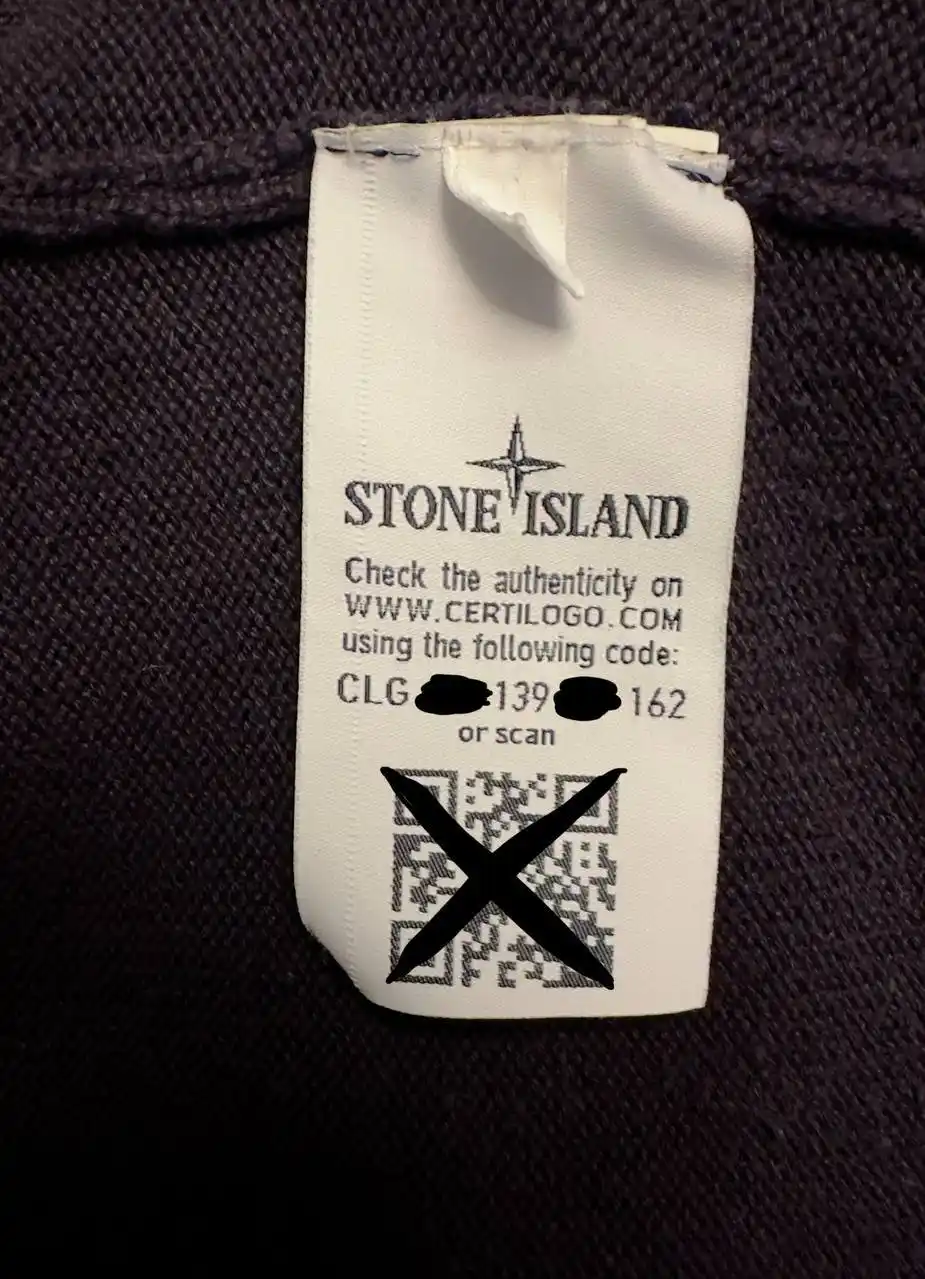 STONE ISLAND
Check the authenticity on
WWW.CERTILOGO.COM
using the following code:
CLG 139 162
or scan